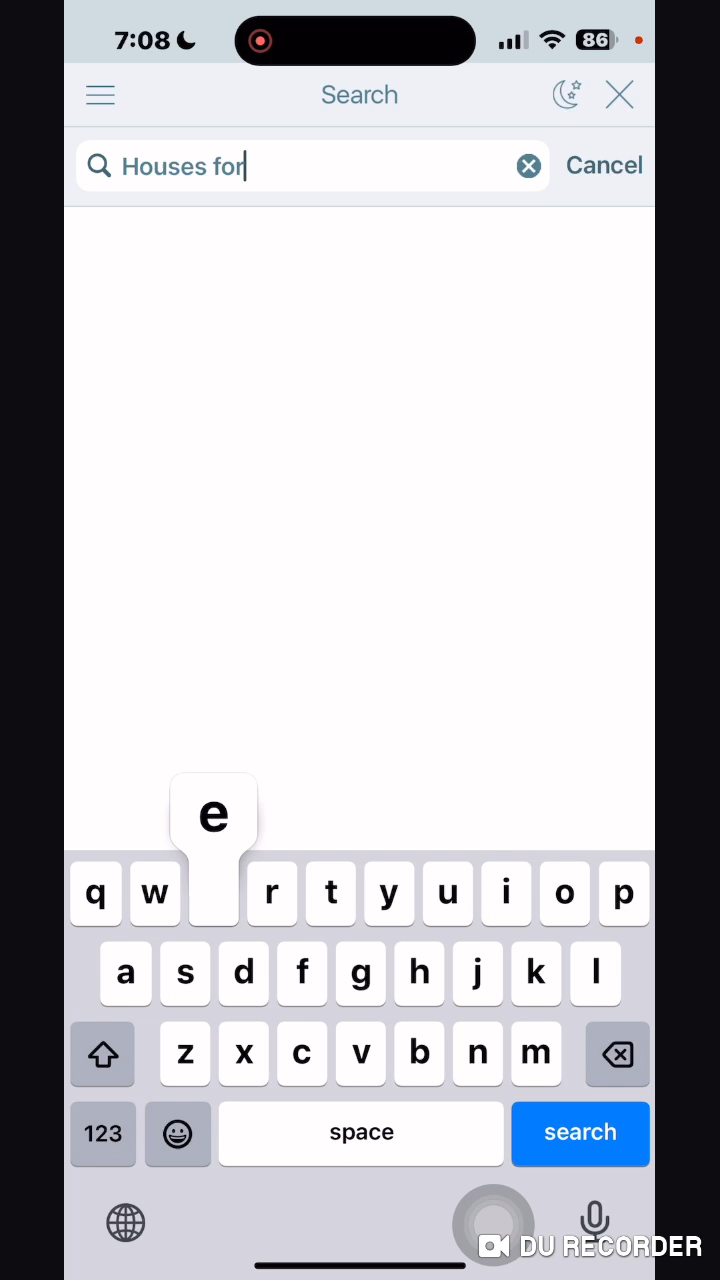 7:08
86
Search
Houses for
Cancel
e
q w r t y u i o p
a s d f g h j k l
z x c v b n m
123 space search
DU RECORDER